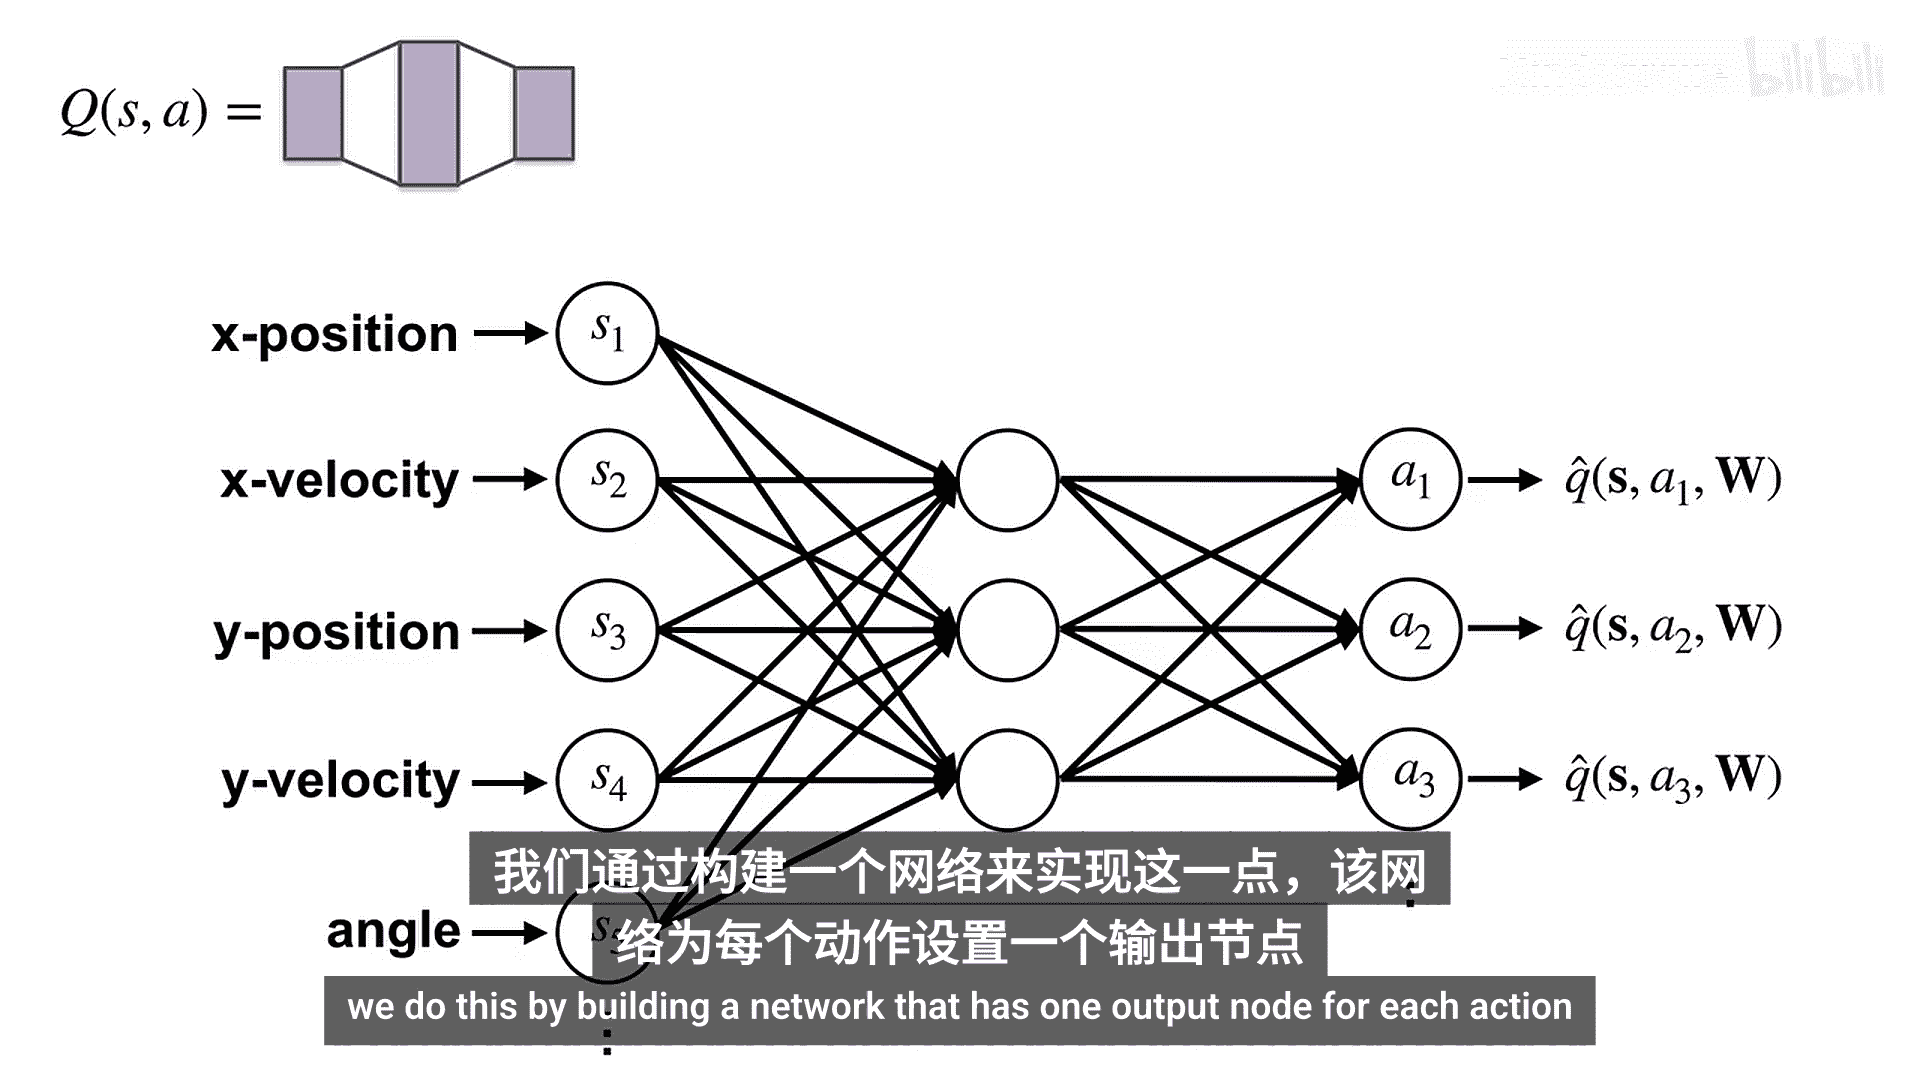 Q(s, a) =
bilibili
x-position
s₁
x-velocity
s₂
a₁
q̂(s, a₁, W)
y-position
s₃
a₂
q̂(s, a₂, W)
y-velocity
s₄
a₃
q̂(s, a₃, W)
我们通过构建一个网络来实现这一点，该网
angle
络为每个动作设置一个输出节点
we do this by building a network that has one output node for each action